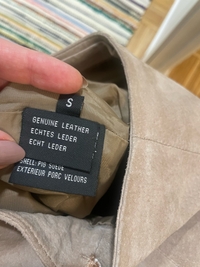 S
GENUINE LEATHER
ECHTES LEDER
ECHT LEDER
SHELL: PIG SUEDE
EXTERIEUR PORC VELOURS